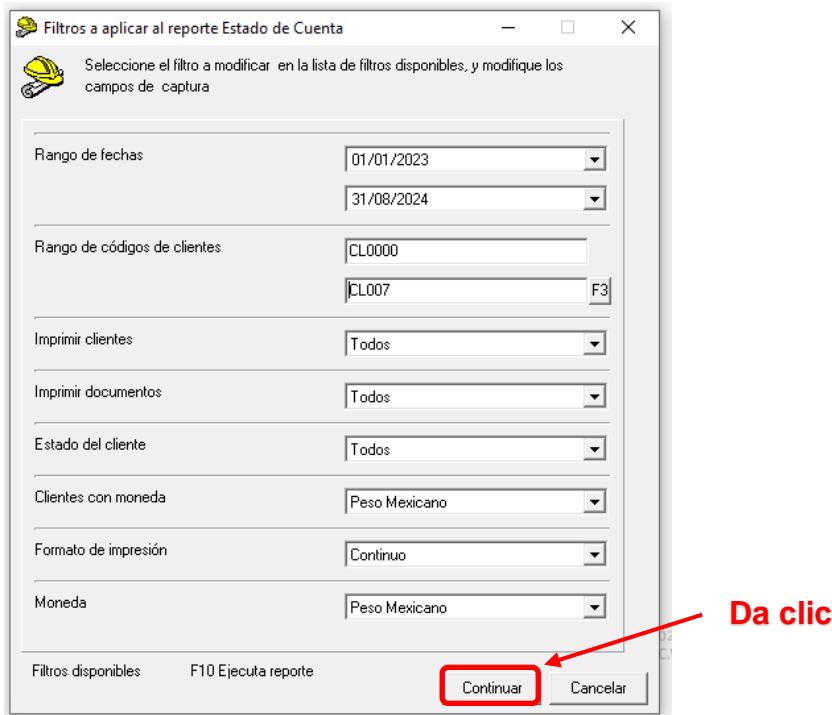 Filtros a aplicar al reporte Estado de Cuenta
Seleccione el filtro a modificar en la lista de filtros disponibles, y modifique los
campos de captura
Rango de fechas
01/01/2023
31/08/2024
Rango de códigos de clientes
CL0000
CL007
F3
Imprimir clientes
Todos
Imprimir documentos
Todos
Estado del cliente
Todos
Clientes con moneda
Peso Mexicano
Formato de impresión
Continuo
Moneda
Peso Mexicano
Da clic
Filtros disponibles
F10 Ejecuta reporte
Continuar
Cancelar